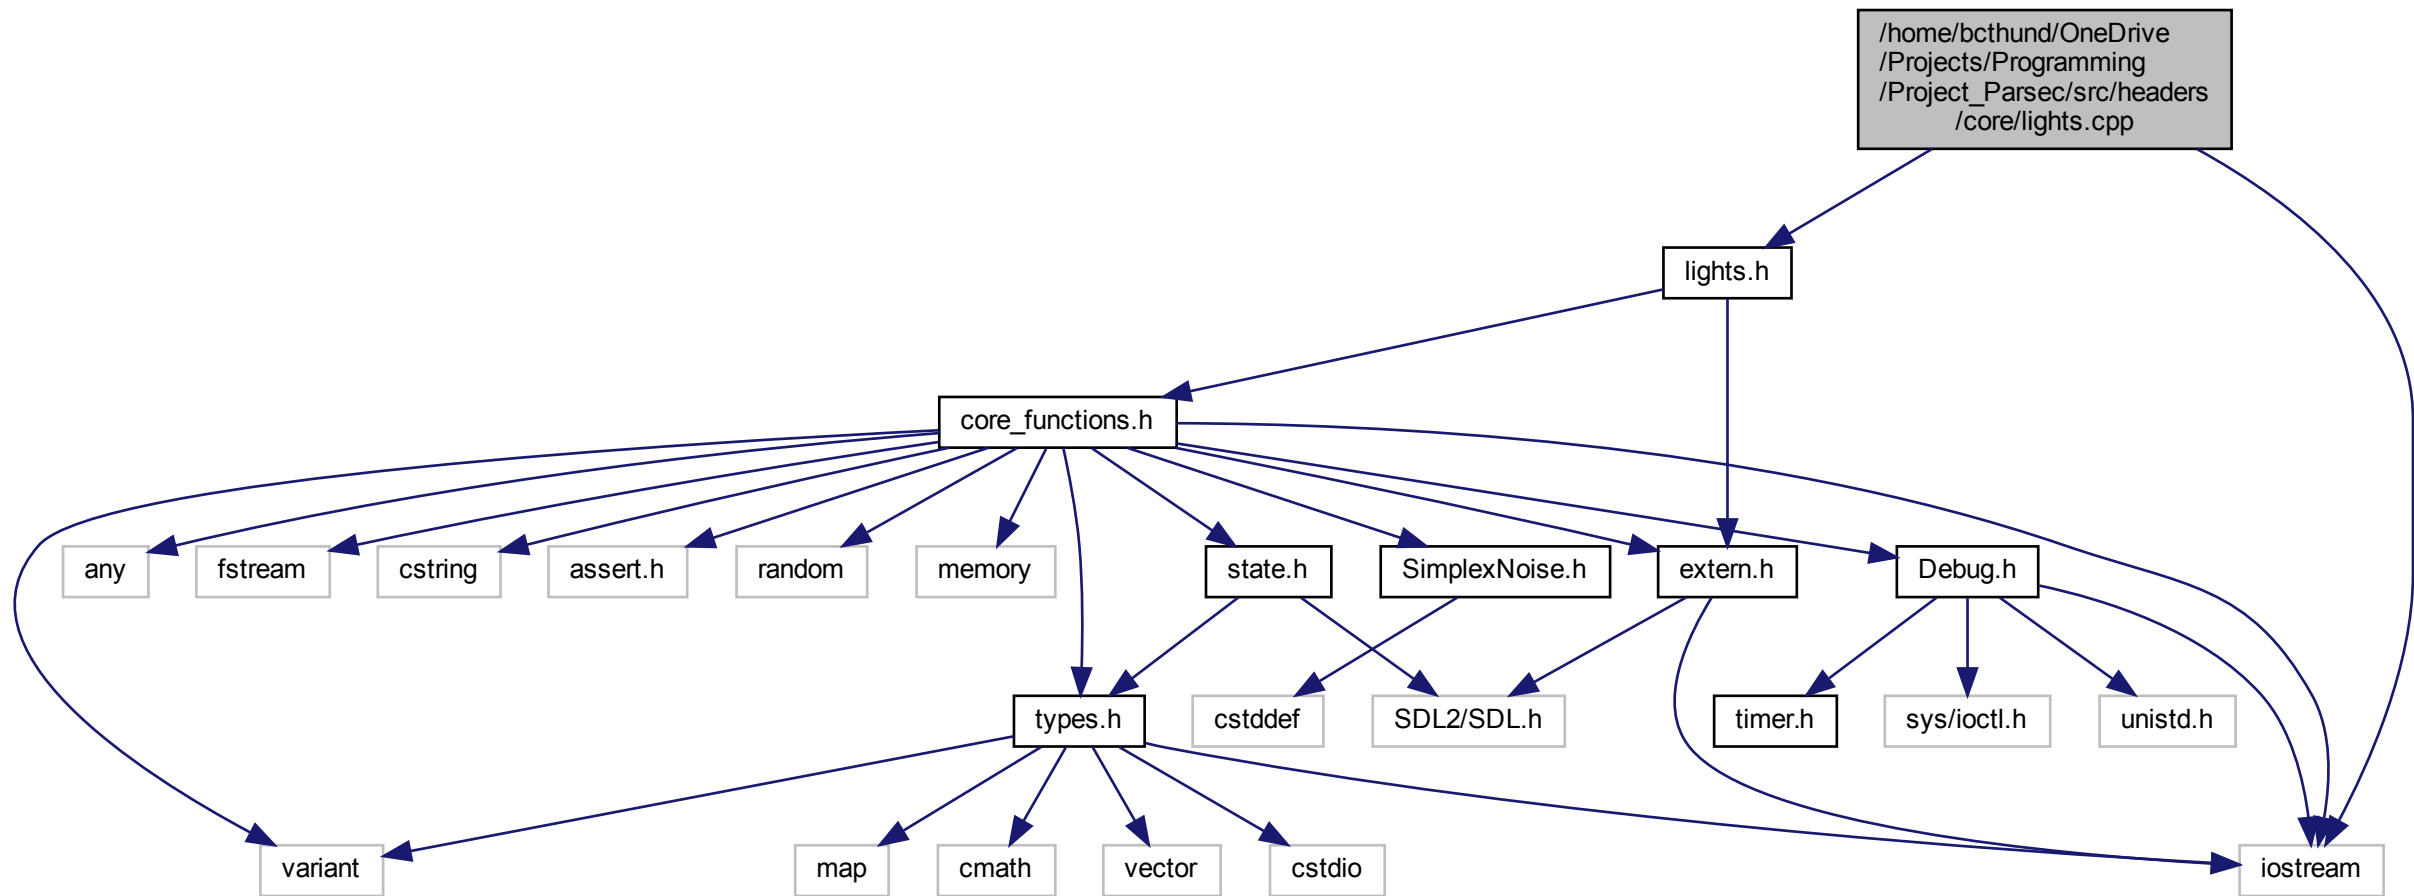 /home/bcthund/OneDrive
/Projects/Programming
/Project_Parsec/src/headers
/core/lights.cpp
lights.h
core_functions.h
any
fstream
cstring
assert.h
random
memory
state.h
SimplexNoise.h
extern.h
Debug.h
types.h
cstddef
SDL2/SDL.h
timer.h
sys/ioctl.h
unistd.h
variant
map
cmath
vector
cstdio
iostream